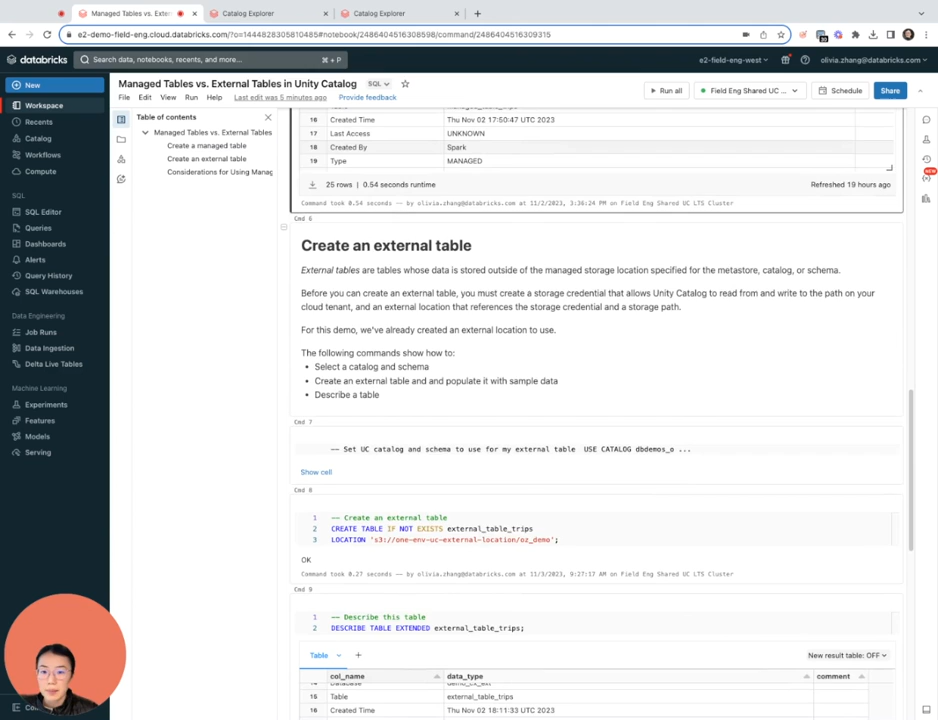 Managed Tables vs. Exter
Catalog Explorer
Catalog Explorer
e2-demo-field-eng.cloud.databricks.com/?o=1444828305810485#notebook/2486404516308598/command/2486404516309315
databricks
Search data, notebooks, recents, and more...
⌘ + P
e2-field-eng-west
olivia.zhang@databricks.com
New
Workspace
Recents
Catalog
Workflows
Compute
SQL
SQL Editor
Queries
Dashboards
Alerts
Query History
SQL Warehouses
Data Engineering
Job Runs
Data Ingestion
Delta Live Tables
Machine Learning
Experiments
Features
Models
Serving
Managed Tables vs. External Tables in Unity Catalog
SQL
File Edit View Run Help Last edit was 5 minutes ago Provide feedback
Run all
Field Eng Shared UC ...
Schedule
Share
NEW
Table of contents
Managed Tables vs. External Tables
Create a managed table
Create an external table
Considerations for Using Manag
16 Created Time Thu Nov 02 17:50:47 UTC 2023
17 Last Access UNKNOWN
18 Created By Spark
19 Type MANAGED
25 rows | 0.54 seconds runtime
Refreshed 19 hours ago
Command took 0.54 seconds -- by olivia.zhang@databricks.com at 11/2/2023, 3:36:24 PM on Field Eng Shared UC LTS Cluster
Cmd 6
Create an external table
External tables are tables whose data is stored outside of the managed storage location specified for the metastore, catalog, or schema.
Before you can create an external table, you must create a storage credential that allows Unity Catalog to read from and write to the path on your
cloud tenant, and an external location that references the storage credential and a storage path.
For this demo, we've already created an external location to use.
The following commands show how to:
• Select a catalog and schema
• Create an external table and and populate it with sample data
• Describe a table
Cmd 7
-- Set UC catalog and schema to use for my external table USE CATALOG dbdemos_o ...
Show cell
Cmd 8
1 -- Create an external table
2 CREATE TABLE IF NOT EXISTS external_table_trips
3 LOCATION 's3://one-env-uc-external-location/oz_demo';
OK
Command took 8.27 seconds -- by olivia.zhang@databricks.com at 11/3/2023, 9:27:17 AM on Field Eng Shared UC LTS Cluster
Cmd 9
1 -- Describe this table
2 DESCRIBE TABLE EXTENDED external_table_trips;
Table
+
New result table: OFF
col_name data_type comment
15 Table external_table_trips
16 Created Time Thu Nov 02 18:11:33 UTC 2023